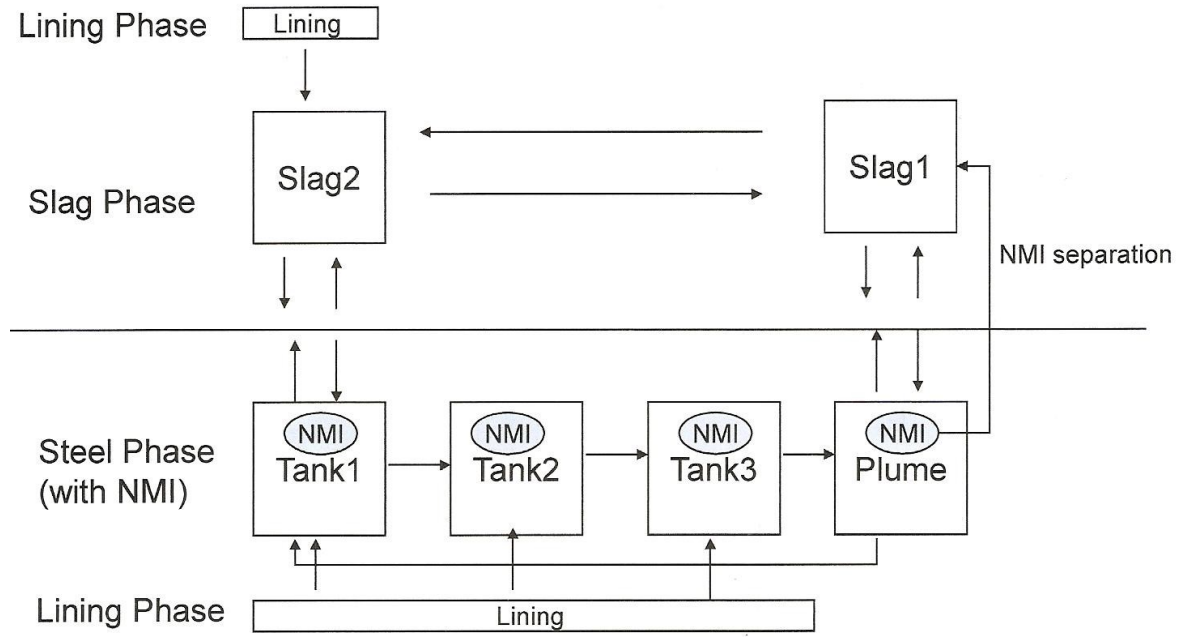 Lining Phase
Lining
Slag2
Slag1
Slag Phase
NMI separation
NMI
NMI
NMI
NMI
Steel Phase
(with NMI)
Tank1
Tank2
Tank3
Plume
Lining Phase
Lining